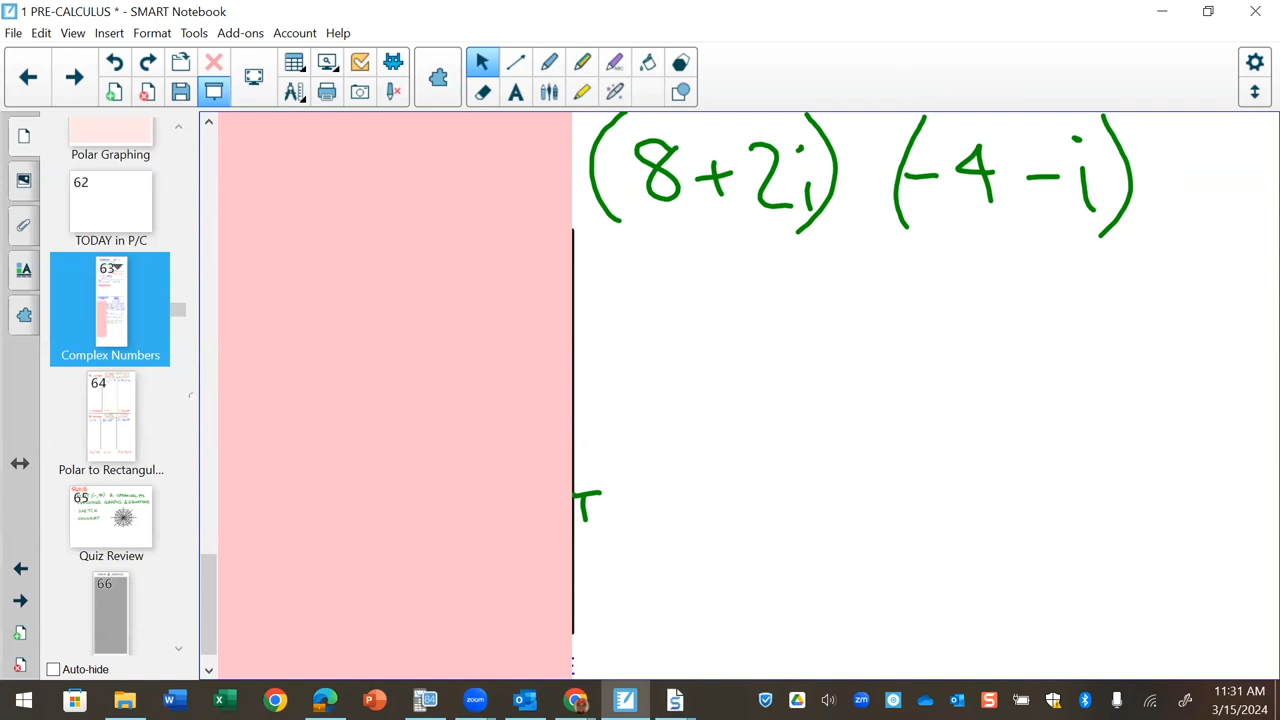 1 PRE-CALCULUS * - SMART Notebook
File Edit View Insert Format Tools Add-ons Account Help
Polar Graphing
62
TODAY in P/C
63
Complex Numbers
64
Polar to Rectangul...
65
Quiz Review
66
Auto-hide
(8+2i) (-4-i)
T
11:31 AM
3/15/2024